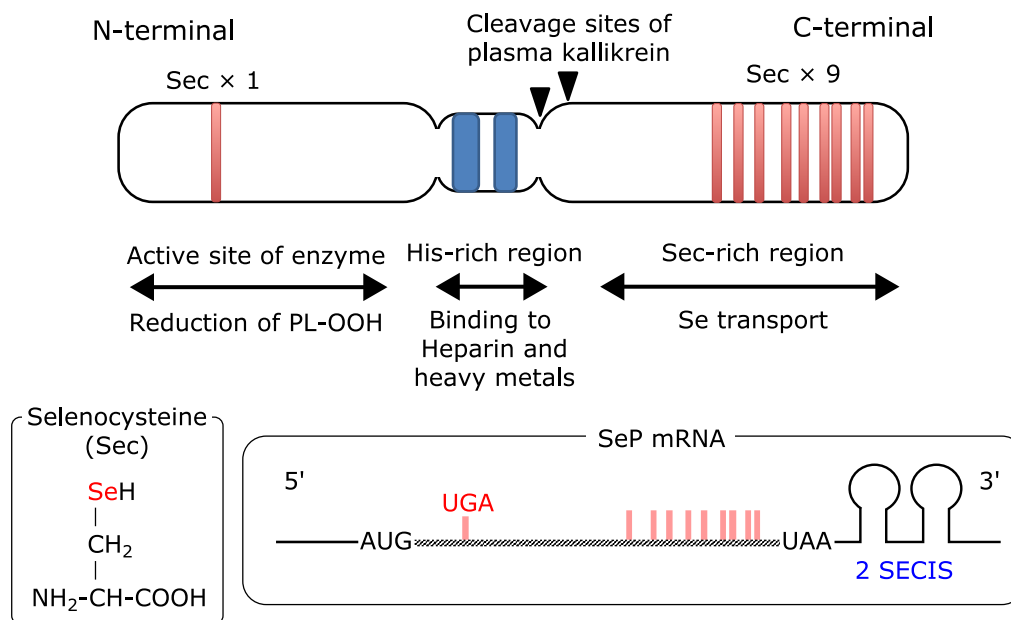 N-terminal
Cleavage sites of
plasma kallikrein
C-terminal
Sec × 1
Sec × 9
Active site of enzyme
His-rich region
Sec-rich region
Reduction of PL-OOH
Binding to
Heparin and
heavy metals
Se transport
Selenocysteine
(Sec)
SeH
CH₂
NH₂-CH-COOH
SeP mRNA
5'
3'
UGA
AUG
UAA
2 SECIS